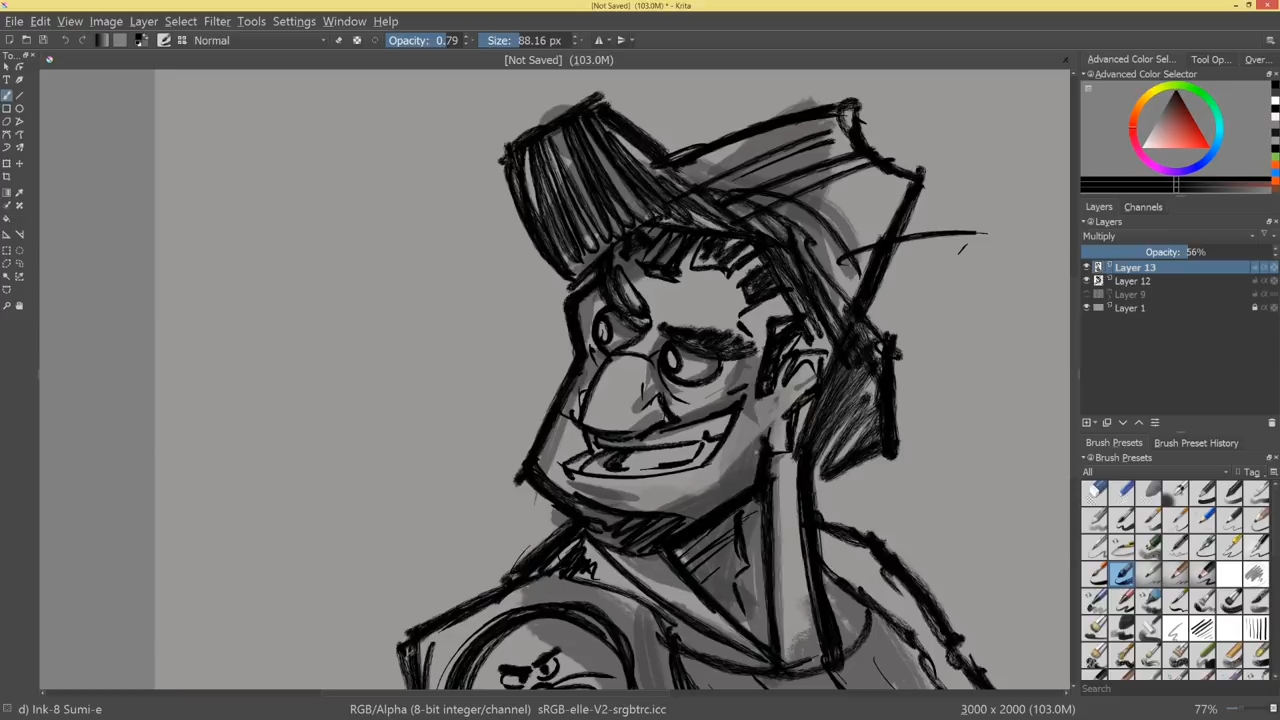 [Not Saved] (103.0M) * - Krita
File Edit View Image Layer Select Filter Tools Settings Window Help
Normal Opacity: 0.79 Size: 88.16 px
To... [Not Saved] (103.0M) Advanced Color Sel... Tool Op... Over...
Advanced Color Selector
Layers Channels
Layers
Multiply
Opacity: 56%
Layer 13
Layer 12
Layer 9
Layer 1
Brush Presets Brush Preset History
Brush Presets
All Tag
Search
d) Ink-8 Sumi-e RGB/Alpha (8-bit integer/channel) sRGB-elle-V2-srgbtrc.icc 3000 x 2000 (103.0M) 77%